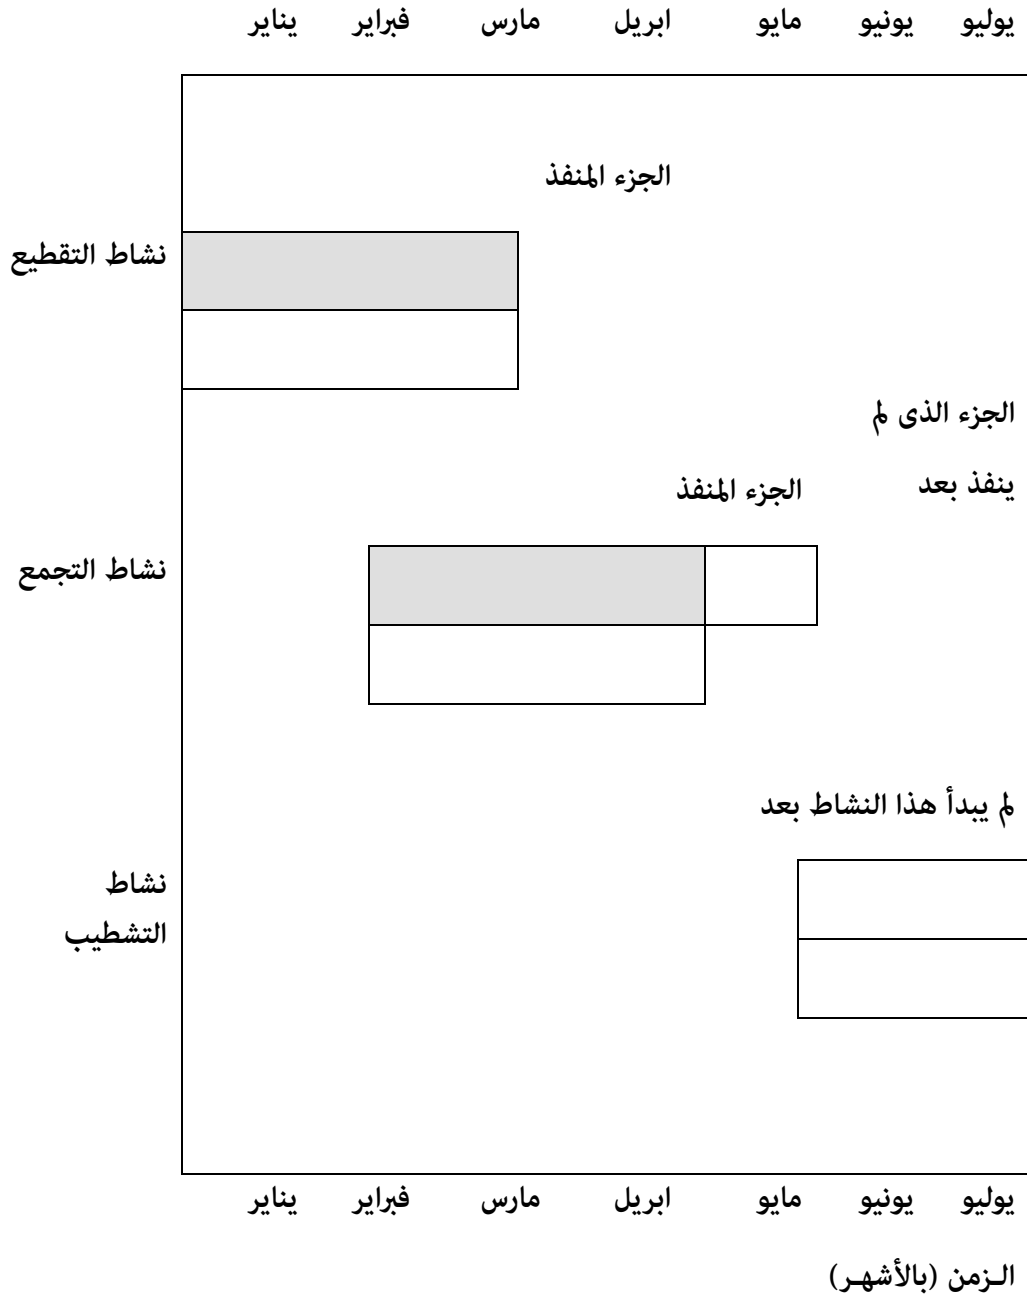 يناير فبراير مارس ابريل مايو يونيو يوليو
الجزء المنفذ
نشاط التقطيع
الجزء الذى لم
ينفذ بعد
الجزء المنفذ
نشاط التجمع
لم يبدأ هذا النشاط بعد
نشاط
التشطيب
يناير فبراير مارس ابريل مايو يونيو يوليو
الـزمن (بالأشهـر)